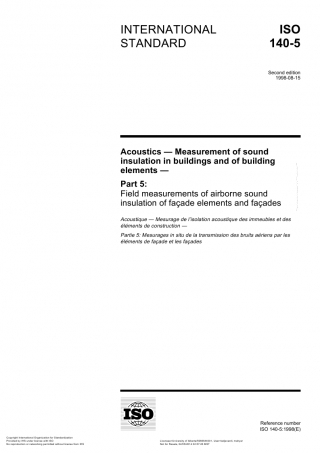 INTERNATIONAL
STANDARD
ISO
140-5
Second edition
1998-08-15
Acoustics — Measurement of sound
insulation in buildings and of building
elements —
Part 5:
Field measurements of airborne sound
insulation of façade elements and façades
Acoustique — Mesurage de l'isolation acoustique des immeubles et des
éléments de construction —
Partie 5: Mesurages in situ de la transmission des bruits aériens par les
éléments de façade et les façades
ISO
Reference number
ISO 140-5:1998(E)